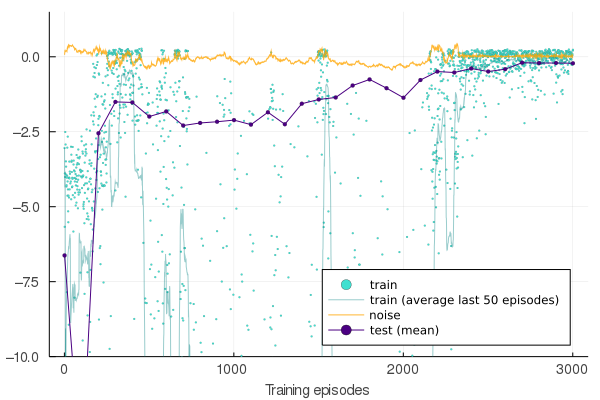 0.0
−2.5
−5.0
−7.5
−10.0
0
1000
2000
3000
Training episodes
train
train (average last 50 episodes)
noise
test (mean)